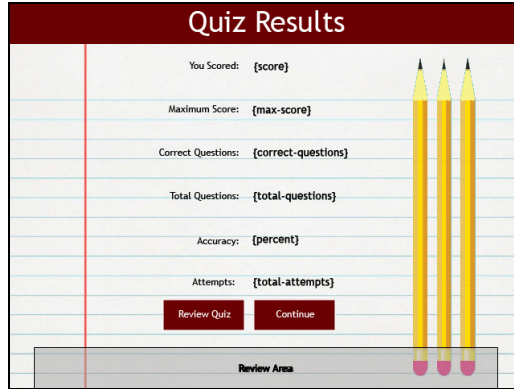 Quiz Results
You Scored: {score}
Maximum Score: {max-score}
Correct Questions: {correct-questions}
Total Questions: {total-questions}
Accuracy: {percent}
Attempts: {total-attempts}
Review Quiz Continue
Review Area